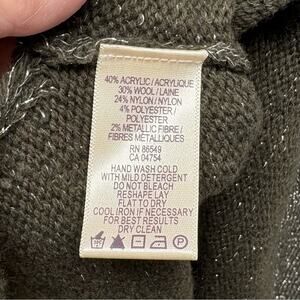 40% ACRYLIC / ACRYLIQUE
30% WOOL / LAINE
24% NYLON / NYLON
4% POLYESTER /
POLYESTER
2% METALLIC FIBRE /
FIBRES MÉTALLIQUES
RN 86549
CA 04754
HAND WASH COLD
WITH MILD DETERGENT
DO NOT BLEACH
RESHAPE LAY
FLAT TO DRY
COOL IRON IF NECESSARY
FOR BEST RESULTS
DRY CLEAN
P